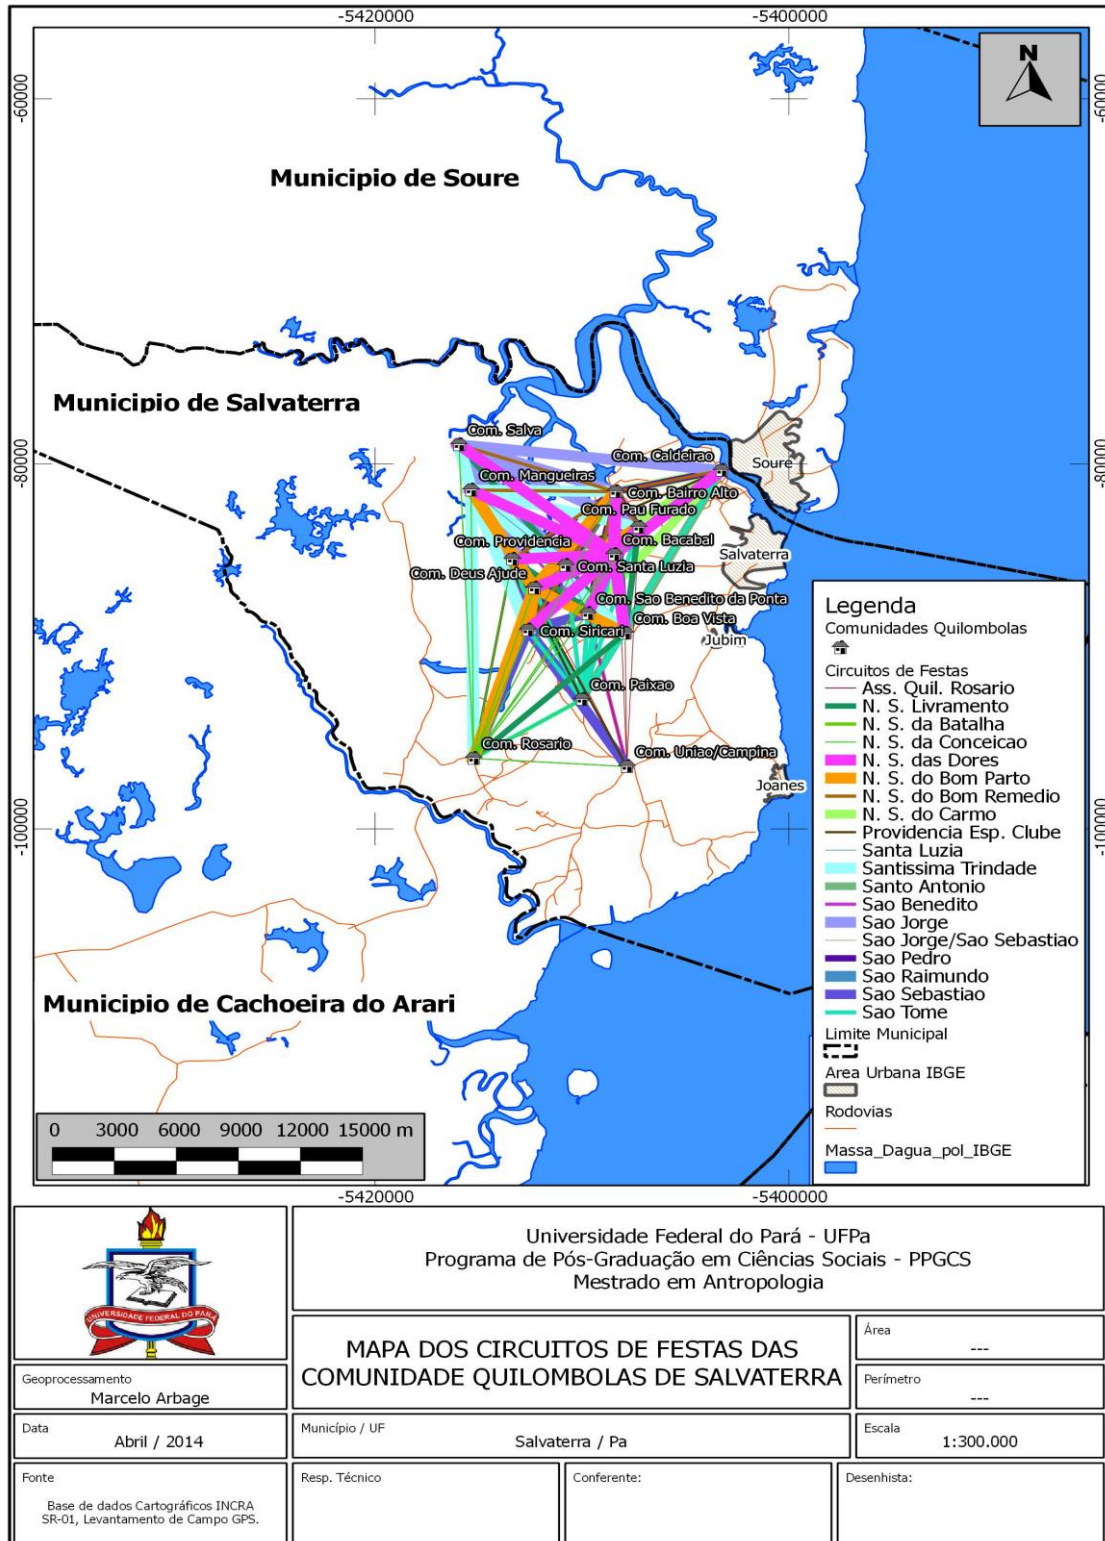 -5420000
-5400000
N
-60000
-60000
Municipio de Soure
Municipio de Salvaterra
Com. Salva
Com. Caldeirao
Soure
-80000
-80000
Com. Mangueiras
Com. Bairro Alto
Com. Pau Furado
Com. Providencia
Com. Bacabal
Salvaterra
Com. Deus Ajude
Com. Santa Luzia
Com. Sao Benedito da Ponta
Com. Siricari
Com. Boa Vista
Jubim
Com. Paixao
Com. Rosario
Com. Uniao/Campina
Joanes
-100000
-100000
Municipio de Cachoeira do Arari
Legenda
Comunidades Quilombolas
Circuitos de Festas
Ass. Quil. Rosario
N. S. Livramento
N. S. da Batalha
N. S. da Conceicao
N. S. das Dores
N. S. do Bom Parto
N. S. do Bom Remedio
N. S. do Carmo
Providencia Esp. Clube
Santa Luzia
Santissima Trindade
Santo Antonio
Sao Benedito
Sao Jorge
Sao Jorge/Sao Sebastiao
Sao Pedro
Sao Raimundo
Sao Sebastiao
Sao Tome
Limite Municipal
Area Urbana IBGE
Rodovias
Massa_Dagua_pol_IBGE
0 3000 6000 9000 12000 15000 m
-5420000
-5400000
UNIVERSIDADE FEDERAL DO PARÁ
Universidade Federal do Pará - UFPa
Programa de Pós-Graduação em Ciências Sociais - PPGCS
Mestrado em Antropologia
MAPA DOS CIRCUITOS DE FESTAS DAS
COMUNIDADE QUILOMBOLAS DE SALVATERRA
Área
---
Geoprocessamento
Marcelo Arbage
Perímetro
---
Data
Abril / 2014
Município / UF
Salvaterra / Pa
Escala
1:300.000
Fonte
Base de dados Cartográficos INCRA
SR-01, Levantamento de Campo GPS.
Resp. Técnico
Conferente:
Desenhista: